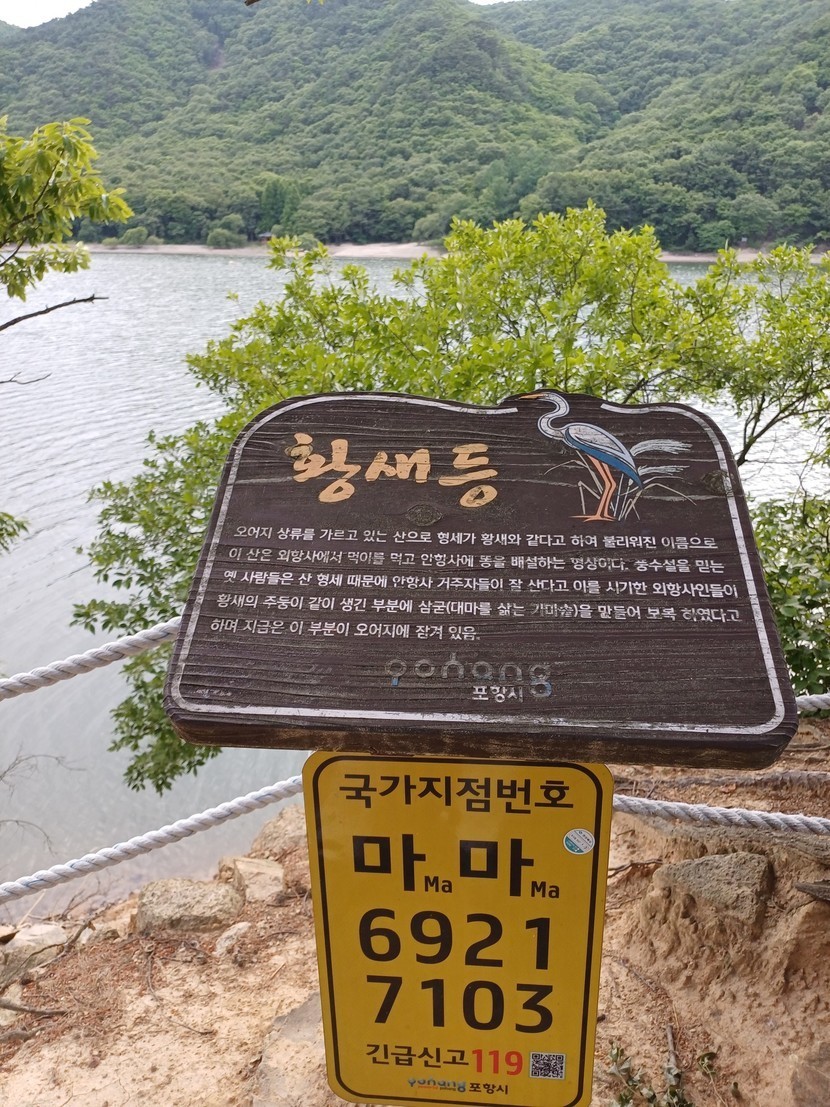 황새등
오어지 상류를 가르고 있는 산으로 형세가 황새와 같다고 하여 불리워진 이름으로
이 산은 외항사에서 먹이를 먹고 안항사에 똥을 배설하는 형상이다. 풍수설을 믿는
옛 사람들은 산 형세 때문에 안항사 거주자들이 잘 산다고 이를 시기한 외항사인들이
황새의 주둥이 같이 생긴 부분에 삼굳(대마를 삶는 가마솥)을 만들어 보복 하였다고
하며 지금은 이 부분이 오어지에 잠겨 있음.
pohang
포항시
국가지점번호
마Ma 마Ma
6921
7103
긴급신고119
pohang 포항시